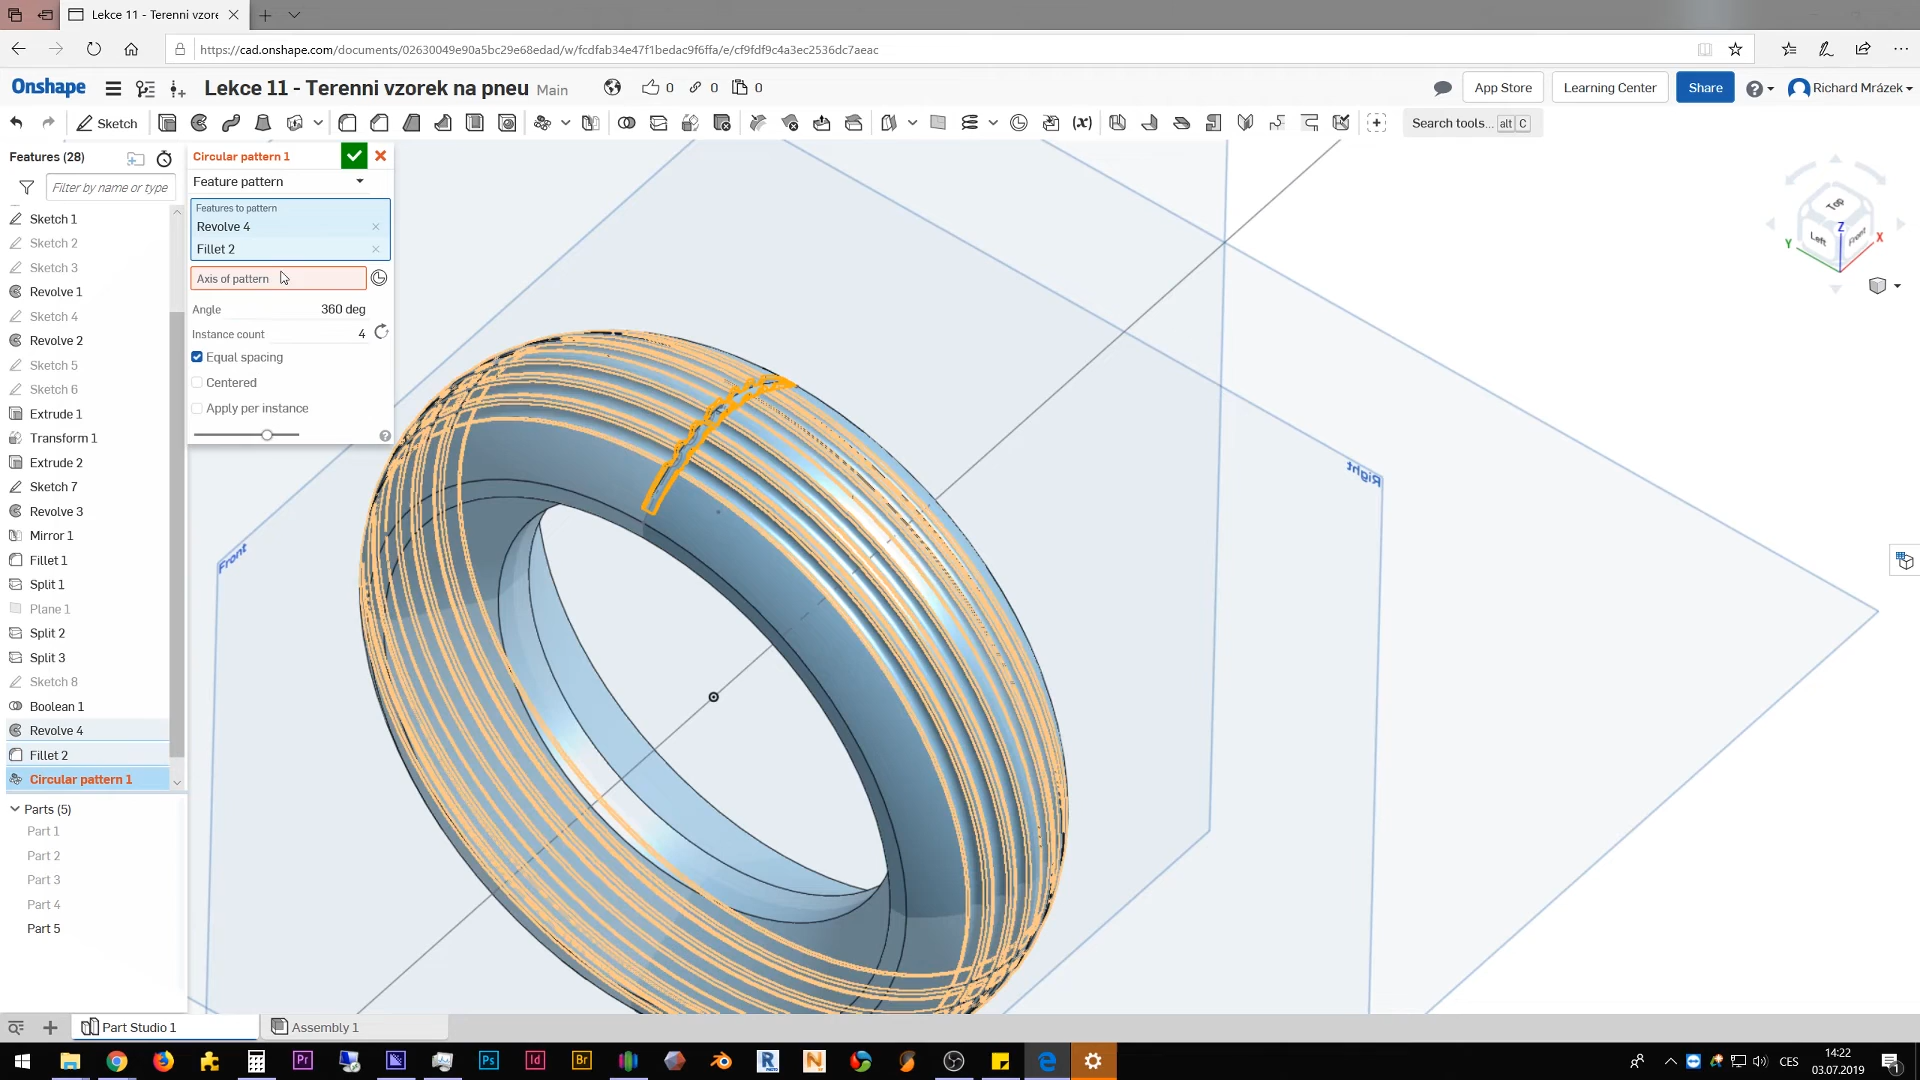 Lekce 11 - Terenni vzorek
https://cad.onshape.com/documents/02630049e90a5bc29e68edad/w/fcdfab34e47f1bedac9f6ffa/e/cf9fdf9c4a3ec2536dc7aeac
Onshape
Lekce 11 - Terenni vzorek na pneu Main
0 0 0
App Store
Learning Center
Share
Richard Mrázek
Sketch
Search tools... alt C
Features (28)
Filter by name or type
Sketch 1
Sketch 2
Sketch 3
Revolve 1
Sketch 4
Revolve 2
Sketch 5
Sketch 6
Extrude 1
Transform 1
Extrude 2
Sketch 7
Revolve 3
Mirror 1
Fillet 1
Split 1
Plane 1
Split 2
Split 3
Sketch 8
Boolean 1
Revolve 4
Fillet 2
Circular pattern 1
Parts (5)
Part 1
Part 2
Part 3
Part 4
Part 5
Circular pattern 1
Feature pattern
Features to pattern
Revolve 4
Fillet 2
Axis of pattern
Angle 360 deg
Instance count 4
Equal spacing
Centered
Apply per instance
Front
Right
Top
Left
Front
Z
Y
X
Part Studio 1
Assembly 1
Pr
Ps
Id
Br
R
N
CES
14:22
03.07.2019
1